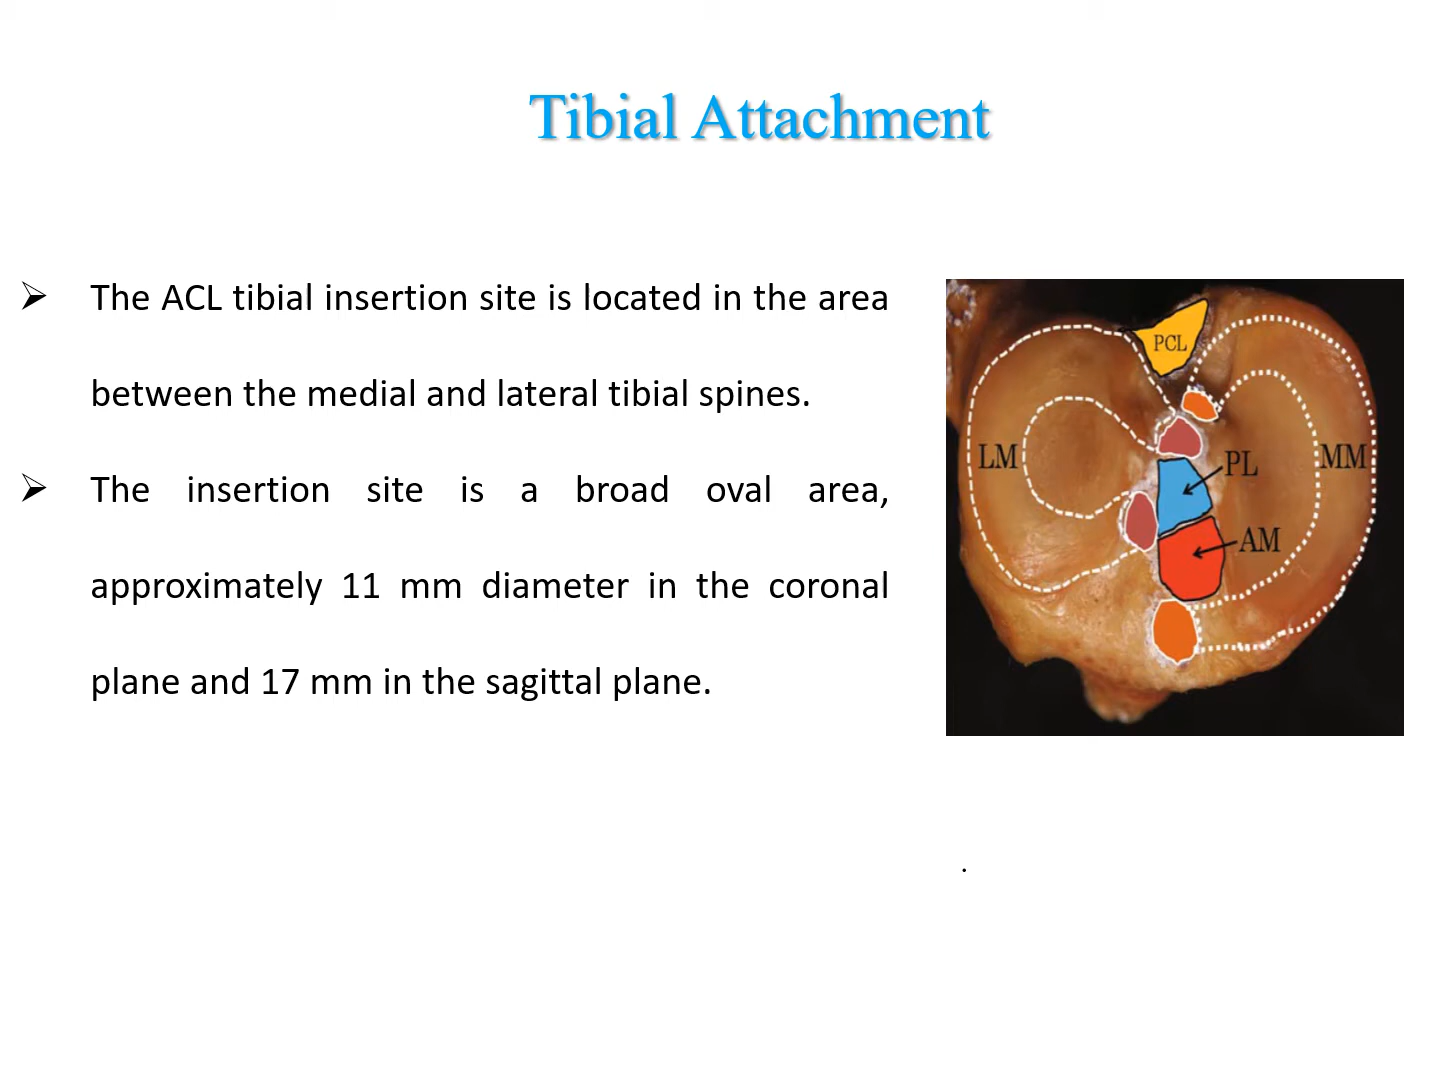 Tibial Attachment
➢ The ACL tibial insertion site is located in the area
between the medial and lateral tibial spines.
➢ The insertion site is a broad oval area,
approximately 11 mm diameter in the coronal
plane and 17 mm in the sagittal plane.
PCL
LM
PL
MM
AM
.